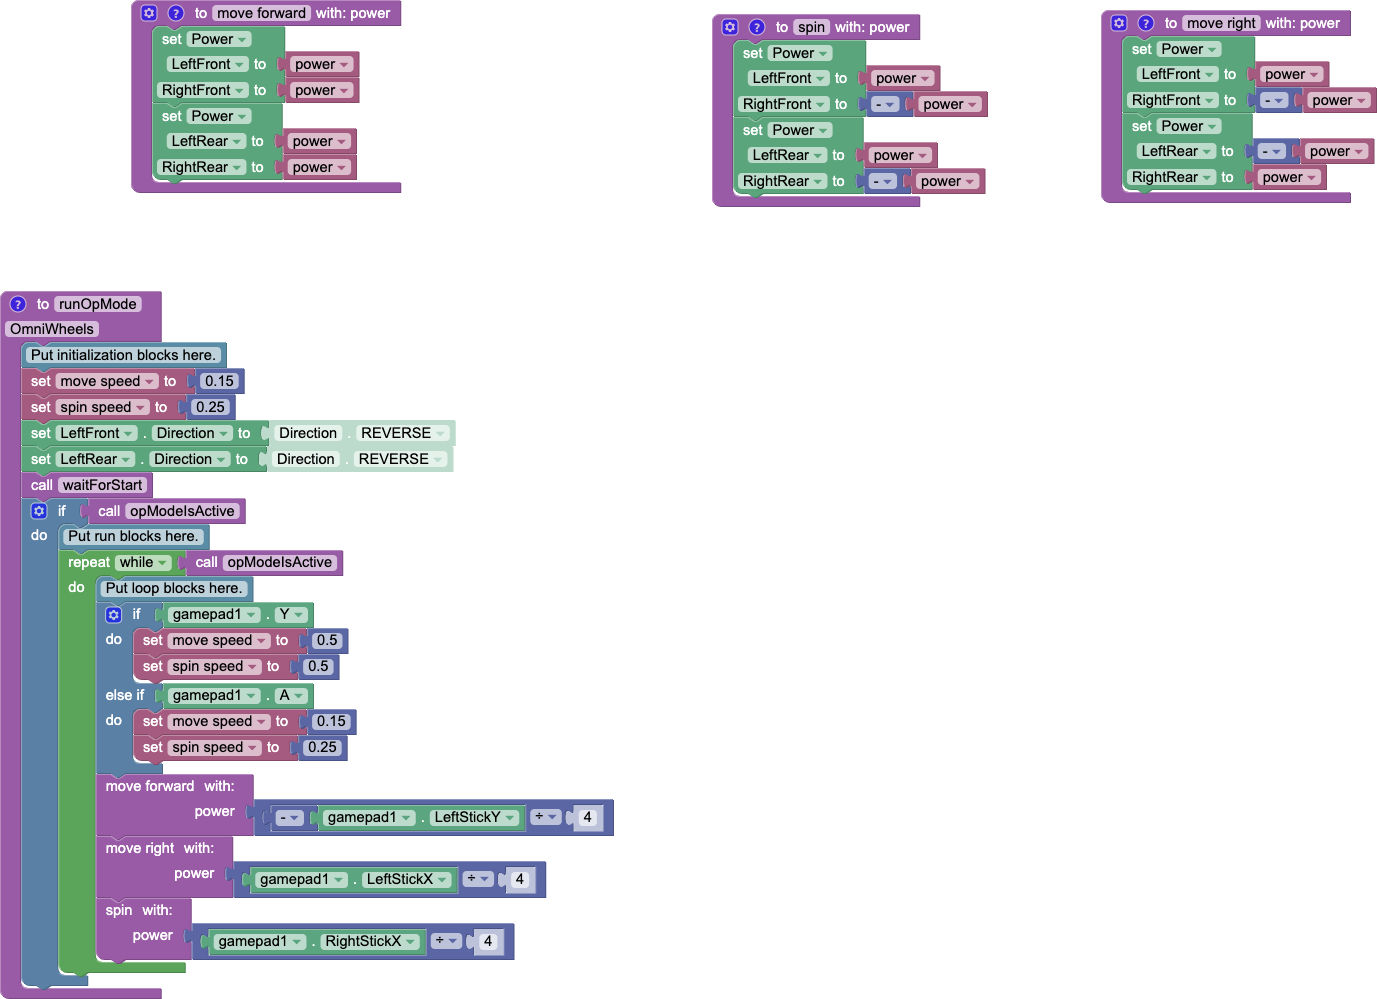 ? to move forward with: power
set Power
LeftFront to power
RightFront to power
set Power
LeftRear to power
RightRear to power
? to spin with: power
set Power
LeftFront to power
RightFront to - power
set Power
LeftRear to power
RightRear to - power
? to move right with: power
set Power
LeftFront to power
RightFront to - power
set Power
LeftRear to - power
RightRear to power
? to runOpMode
OmniWheels
Put initialization blocks here.
set move speed to 0.15
set spin speed to 0.25
set LeftFront . Direction to Direction . REVERSE
set LeftRear . Direction to Direction . REVERSE
call waitForStart
if call opModeIsActive
do Put run blocks here.
repeat while call opModeIsActive
do Put loop blocks here.
if gamepad1 . Y
do set move speed to 0.5
set spin speed to 0.5
else if gamepad1 . A
do set move speed to 0.15
set spin speed to 0.25
move forward with:
power - gamepad1 . LeftStickY ÷ 4
move right with:
power gamepad1 . LeftStickX ÷ 4
spin with:
power gamepad1 . RightStickX ÷ 4